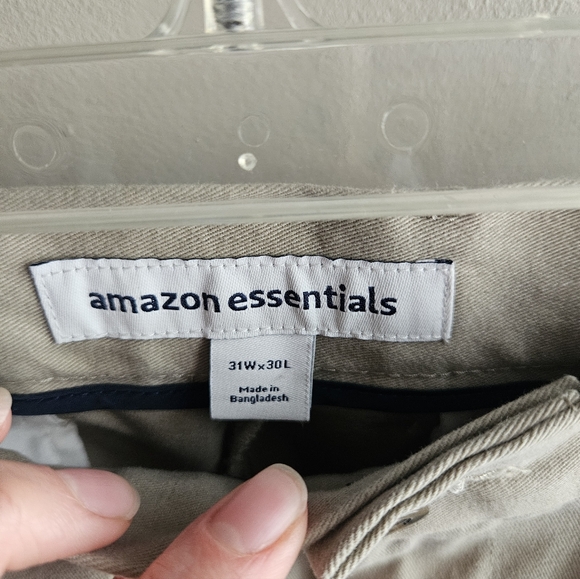 amazon essentials
31W x 30L
Made in
Bangladesh